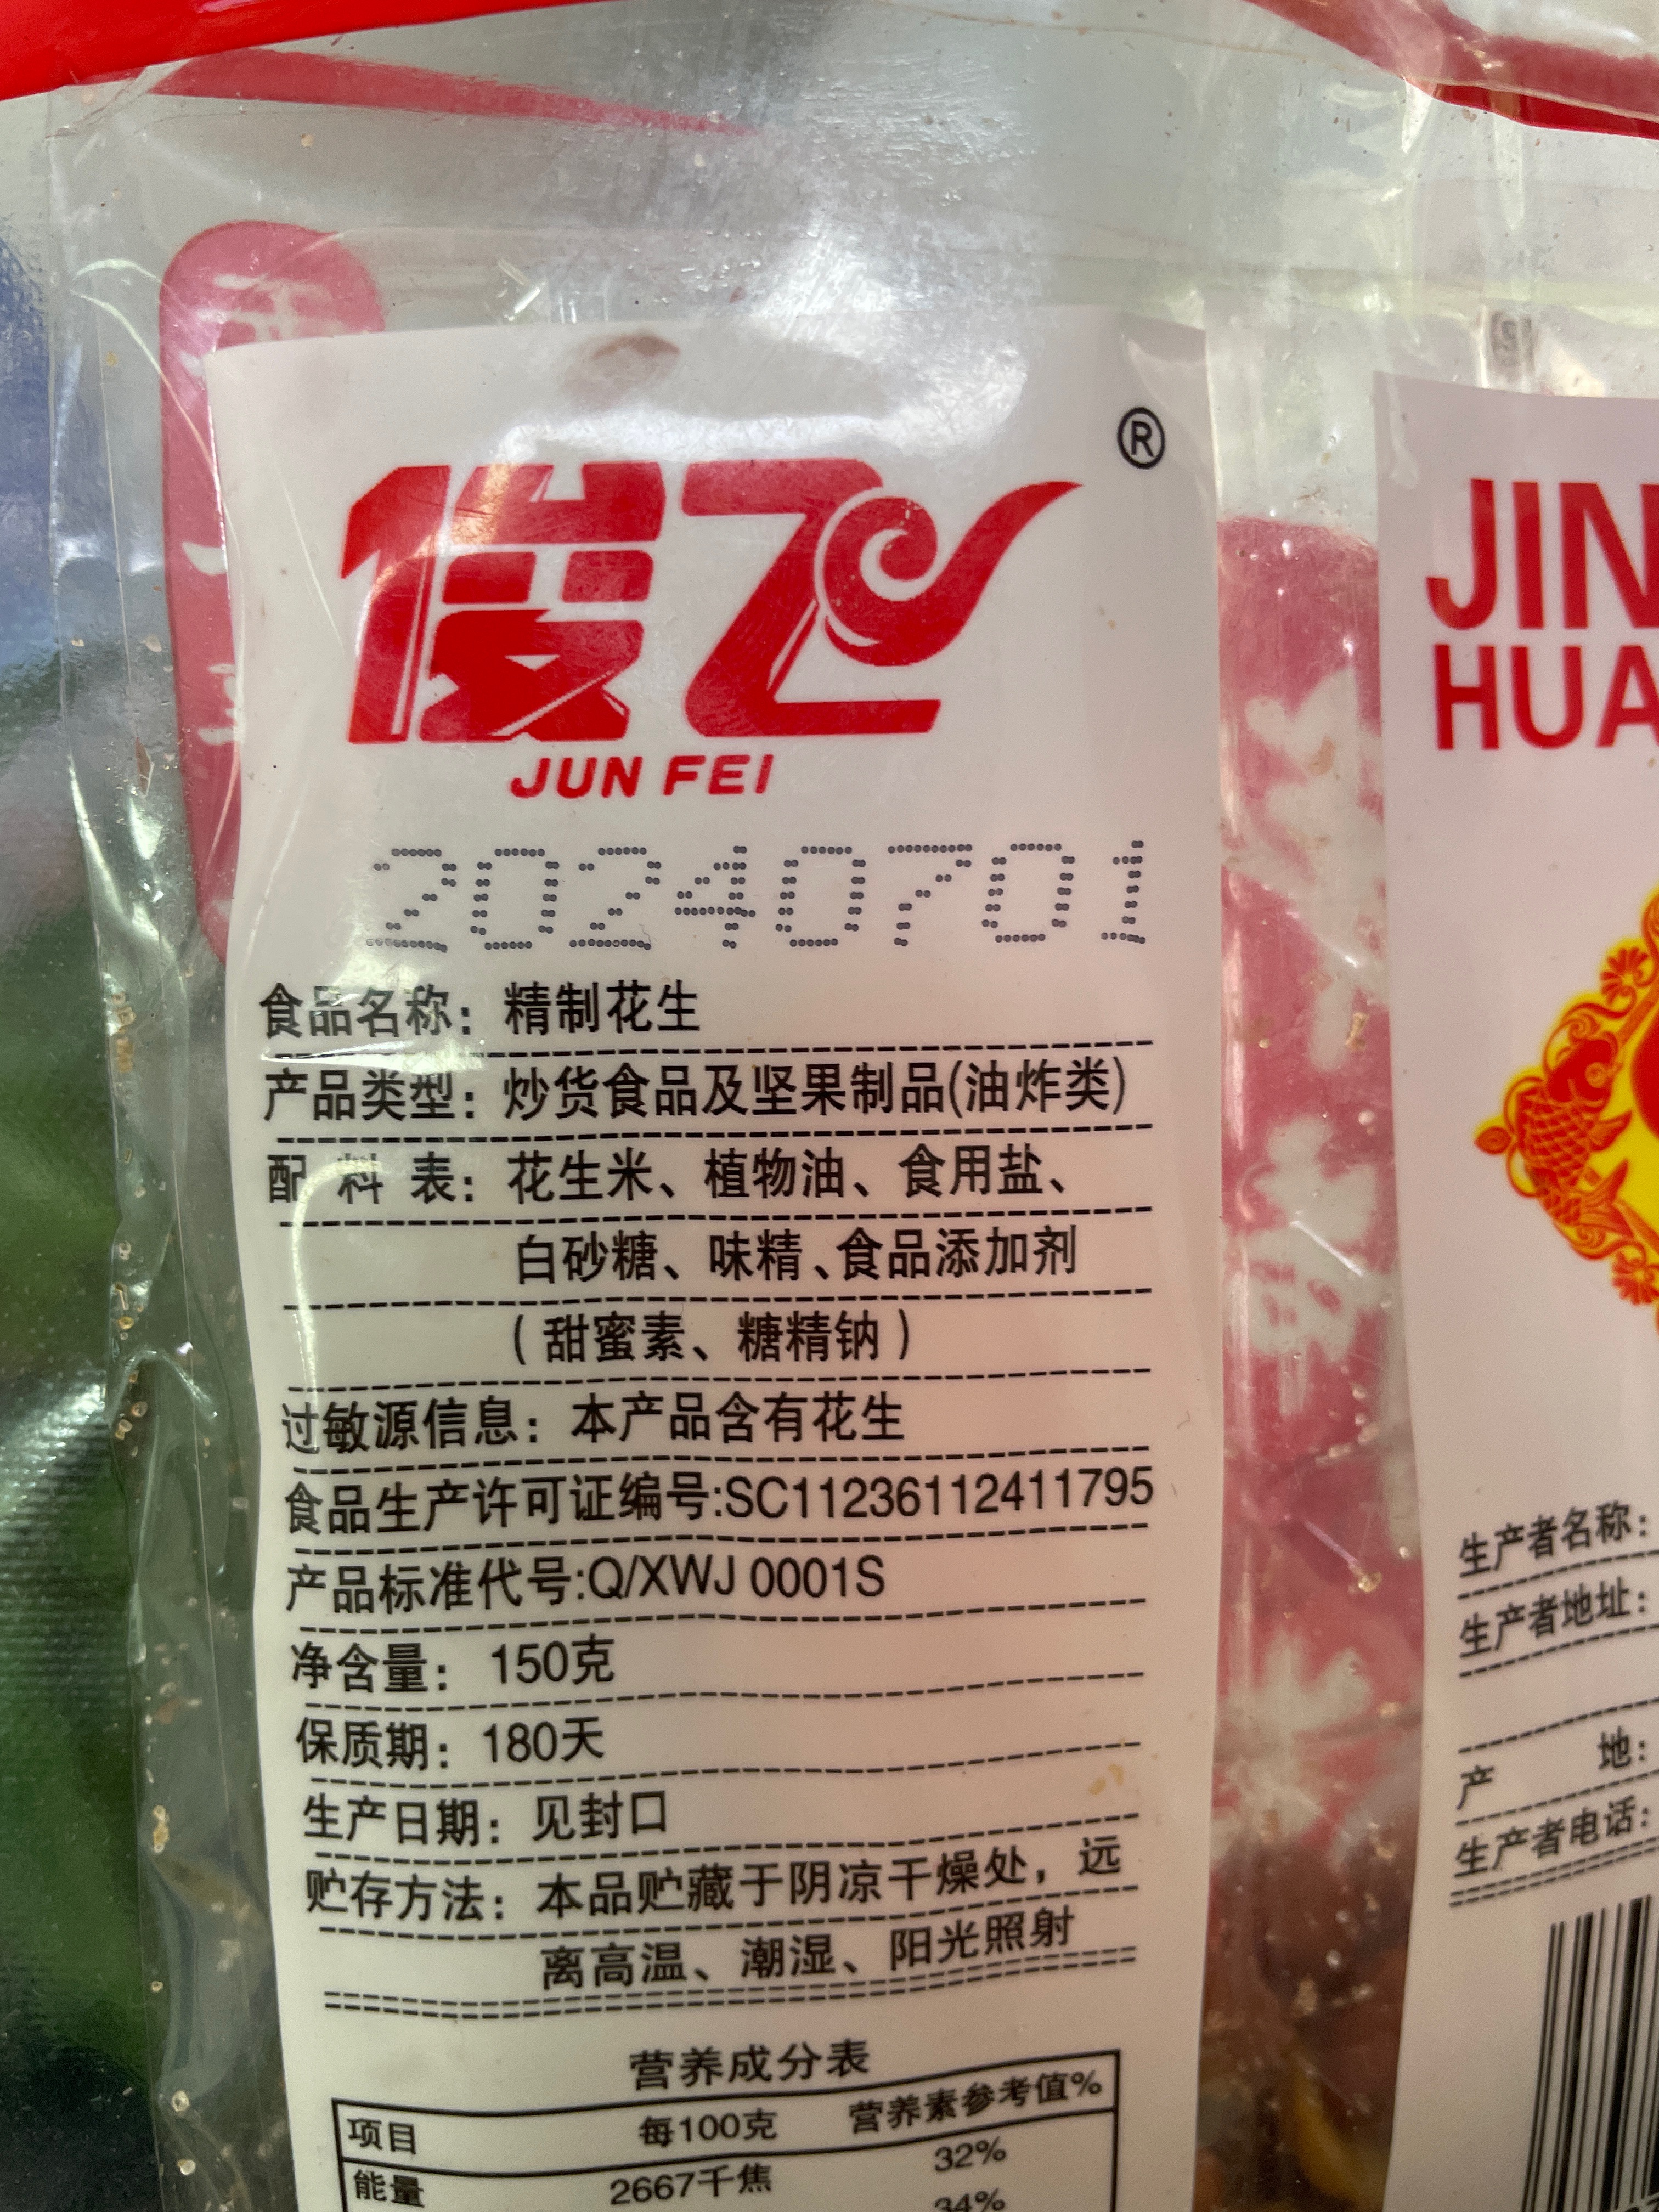 俊飞
®
JUN FEI
20240701
食品名称：精制花生
产品类型：炒货食品及坚果制品(油炸类)
配 料 表：花生米、植物油、食用盐、
白砂糖、味精、食品添加剂
（甜蜜素、糖精钠）
过敏源信息：本产品含有花生
食品生产许可证编号:SC11236112411795
产品标准代号:Q/XWJ 0001S
净含量：150克
保质期：180天
生产日期：见封口
贮存方法：本品贮藏于阴凉干燥处，远
离高温、潮湿、阳光照射
营养成分表
项目 每100克 营养素参考值%
能量 2667千焦 32%
34%
JIN
HUA
生产者名称：
生产者地址：
产 地：
生产者电话：